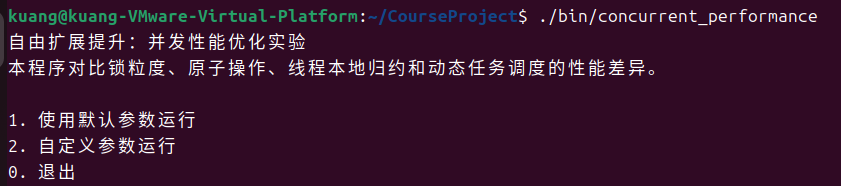 kuang@kuang-VMware-Virtual-Platform:~/CourseProject$ ./bin/concurrent_performance
自由扩展提升：并发性能优化实验
本程序对比锁粒度、原子操作、线程本地归约和动态任务调度的性能差异。
1. 使用默认参数运行
2. 自定义参数运行
0. 退出